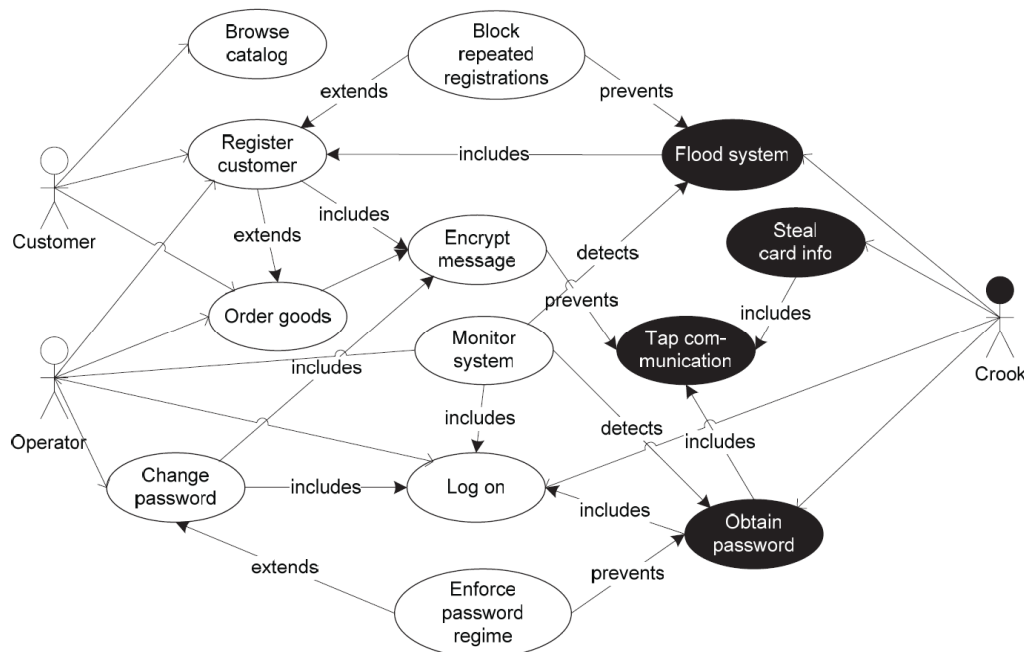 Browse
catalog
Block
repeated
registrations
extends
prevents
Register
customer
includes
Flood system
Customer
includes
extends
Encrypt
message
detects
Steal
card info
Order goods
prevents
includes
Monitor
system
Tap com-
munication
Crook
includes
Operator
includes
detects
includes
Change
password
includes
Log on
includes
Obtain
password
extends
Enforce
password
regime
prevents